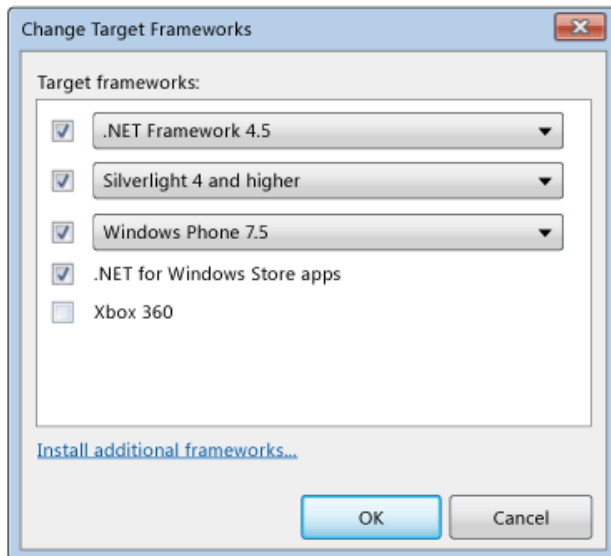 Change Target Frameworks
Target frameworks:
.NET Framework 4.5
Silverlight 4 and higher
Windows Phone 7.5
.NET for Windows Store apps
Xbox 360
Install additional frameworks...
OK
Cancel